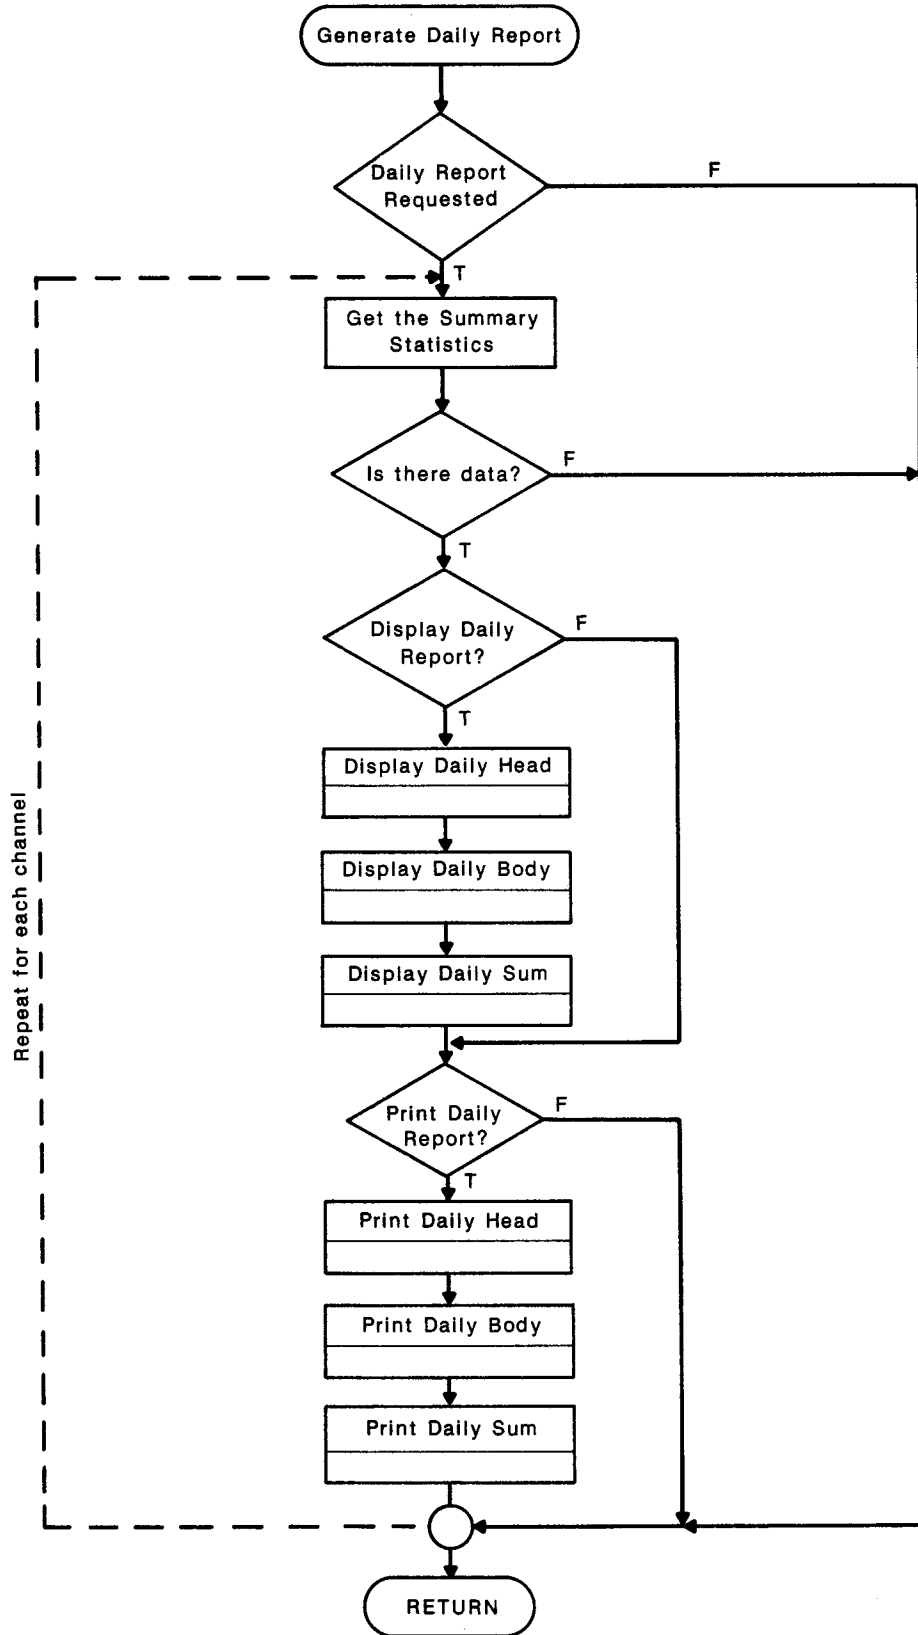 Generate Daily Report
Daily Report
Requested
F
T
Get the Summary
Statistics
Is there data?
F
T
Display Daily
Report?
F
T
Display Daily Head
Display Daily Body
Display Daily Sum
Repeat for each channel
Print Daily
Report?
F
T
Print Daily Head
Print Daily Body
Print Daily Sum
RETURN